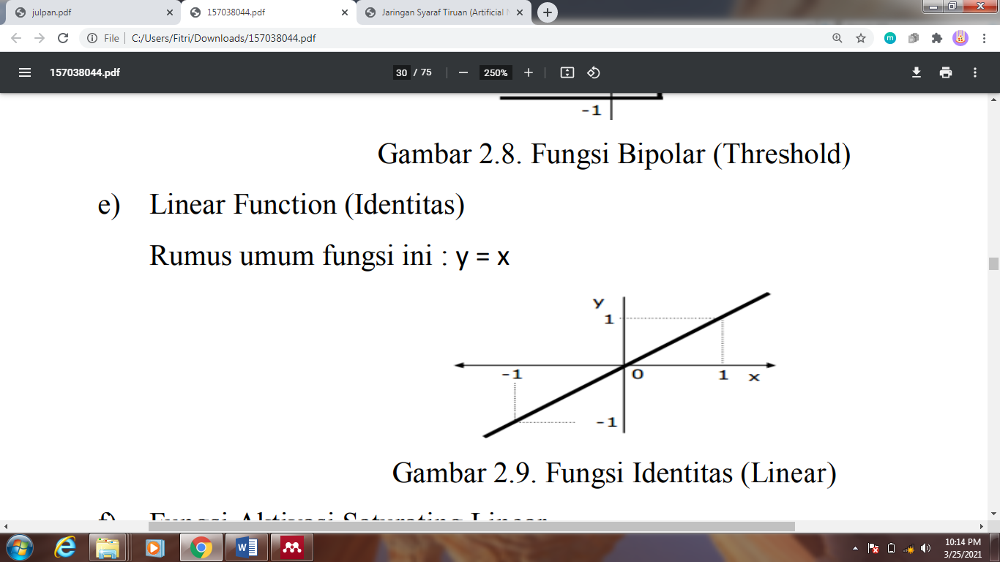 julpan.pdf
157038044.pdf
Jaringan Syaraf Tiruan (Artificial
File
C:/Users/Fitri/Downloads/157038044.pdf
157038044.pdf
30 / 75
250%
-1
Gambar 2.8. Fungsi Bipolar (Threshold)
e) Linear Function (Identitas)
Rumus umum fungsi ini : y = x
y
1
-1 0 1 x
-1
Gambar 2.9. Fungsi Identitas (Linear)
f) Fungsi Aktivasi Saturating Linear
10:14 PM
3/25/2021